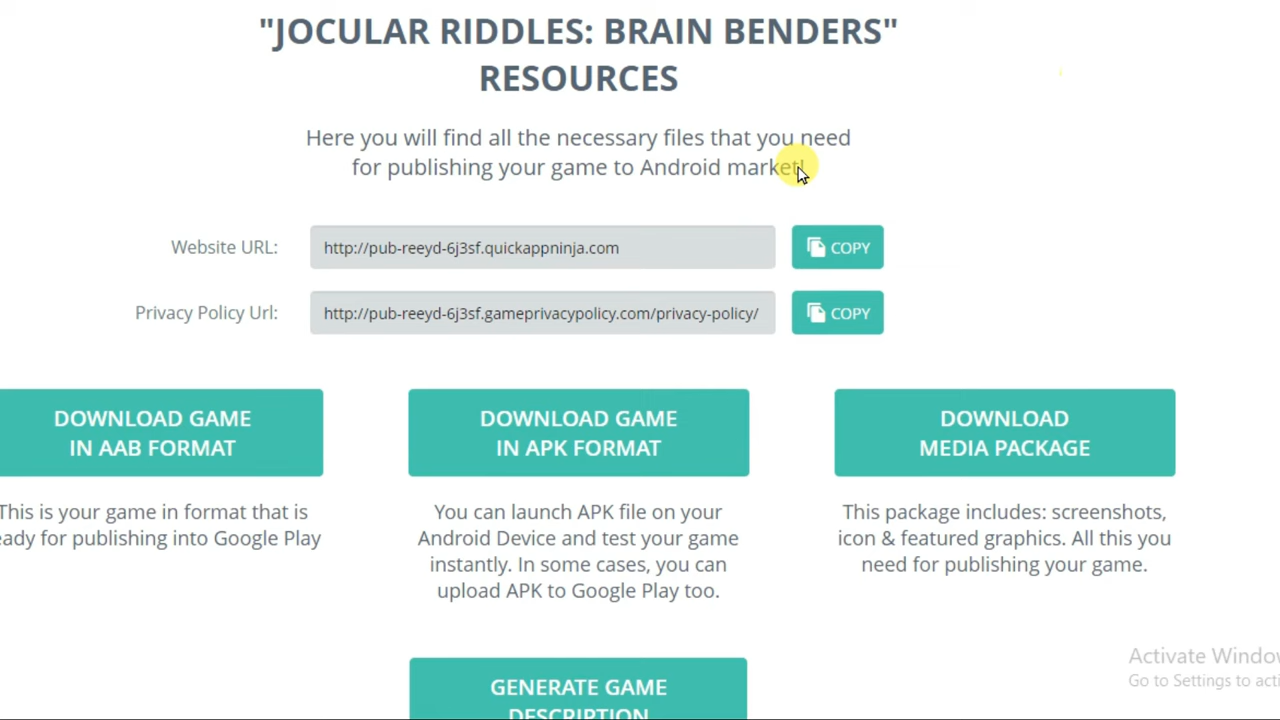 "JOCULAR RIDDLES: BRAIN BENDERS"
RESOURCES
Here you will find all the necessary files that you need
for publishing your game to Android market!
Website URL:
http://pub-reeyd-6j3sf.quickappninja.com
COPY
Privacy Policy Url:
http://pub-reeyd-6j3sf.gameprivacypolicy.com/privacy-policy/
COPY
DOWNLOAD GAME
IN AAB FORMAT
This is your game in format that is
eady for publishing into Google Play
DOWNLOAD GAME
IN APK FORMAT
You can launch APK file on your
Android Device and test your game
instantly. In some cases, you can
upload APK to Google Play too.
DOWNLOAD
MEDIA PACKAGE
This package includes: screenshots,
icon & featured graphics. All this you
need for publishing your game.
GENERATE GAME
DESCRIPTION
Activate Window
Go to Settings to acti